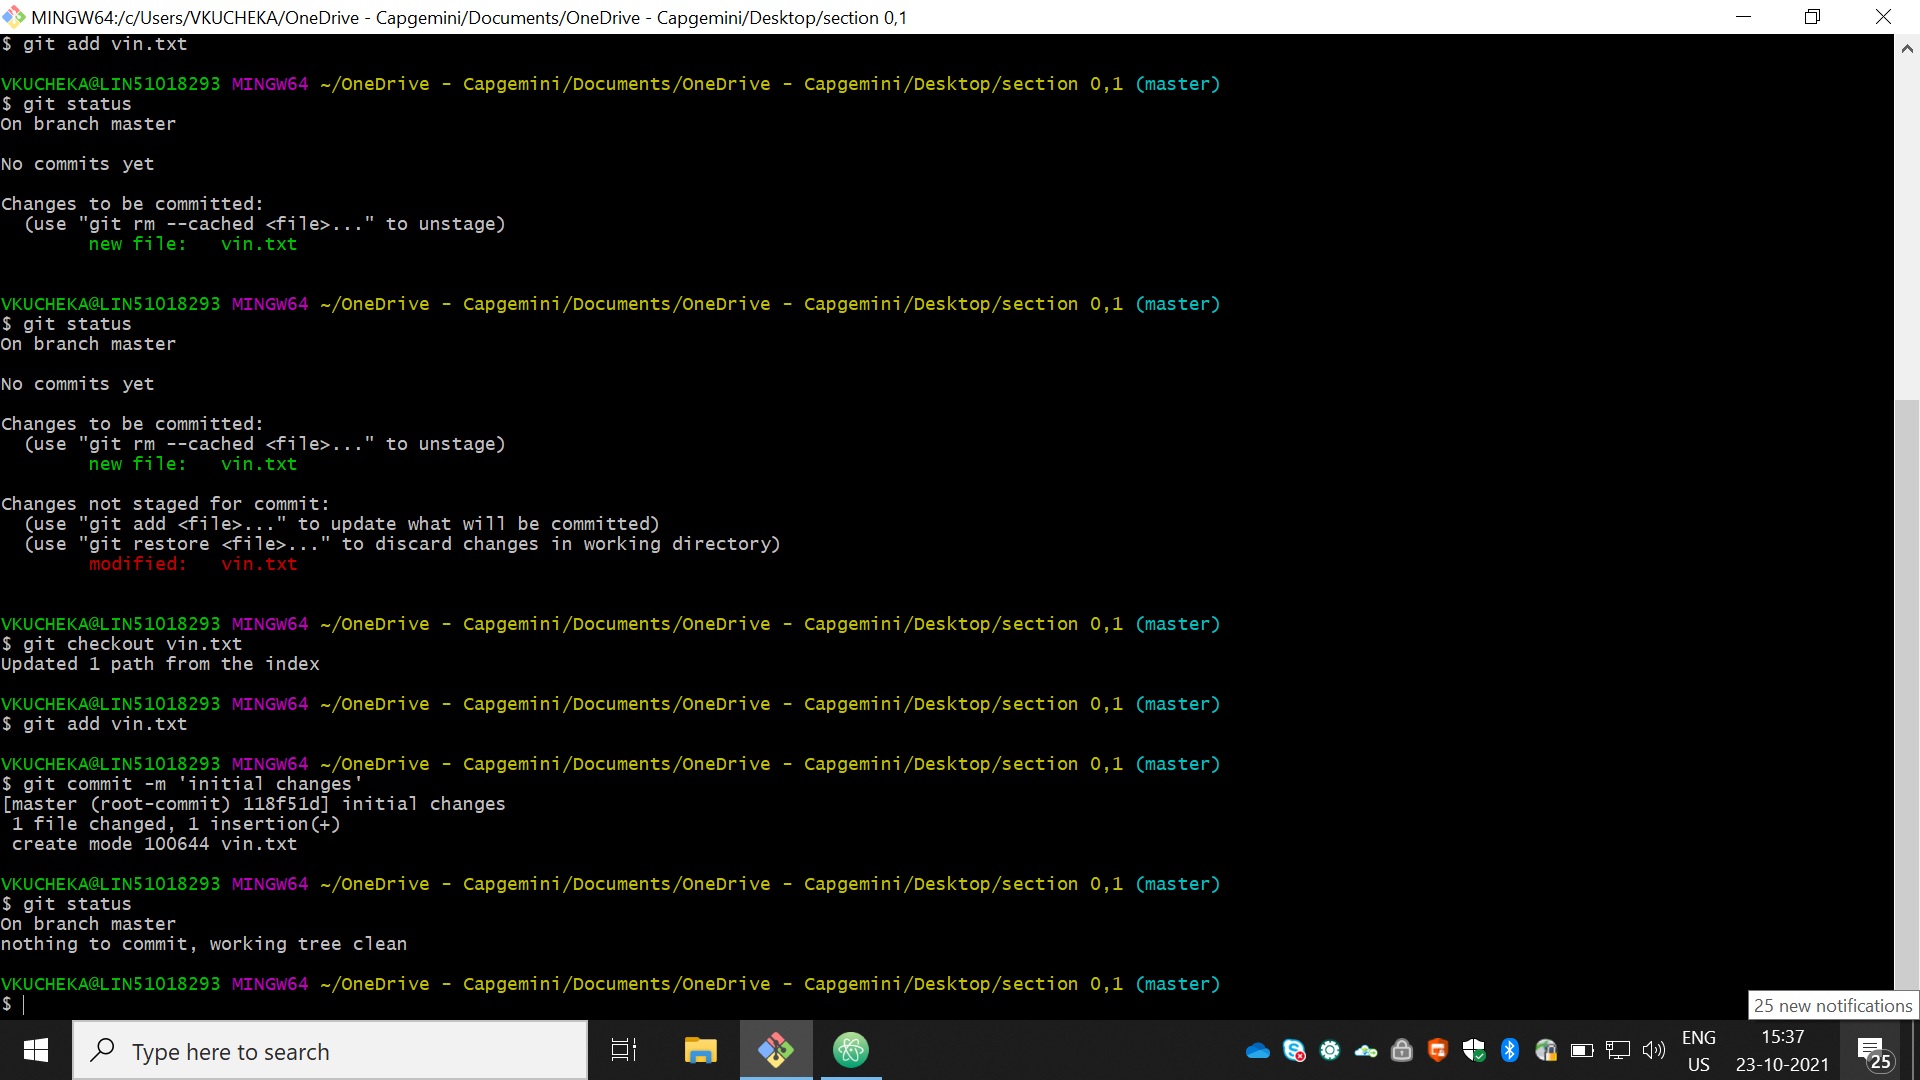 MINGW64:/c/Users/VKUCHEKA/OneDrive - Capgemini/Documents/OneDrive - Capgemini/Desktop/section 0,1
$ git add vin.txt
VKUCHEKA@LIN51018293 MINGW64 ~/OneDrive - Capgemini/Documents/OneDrive - Capgemini/Desktop/section 0,1 (master)
$ git status
On branch master
No commits yet
Changes to be committed:
(use "git rm --cached <file>..." to unstage)
new file:   vin.txt
VKUCHEKA@LIN51018293 MINGW64 ~/OneDrive - Capgemini/Documents/OneDrive - Capgemini/Desktop/section 0,1 (master)
$ git status
On branch master
No commits yet
Changes to be committed:
(use "git rm --cached <file>..." to unstage)
new file:   vin.txt
Changes not staged for commit:
(use "git add <file>..." to update what will be committed)
(use "git restore <file>..." to discard changes in working directory)
modified:   vin.txt
VKUCHEKA@LIN51018293 MINGW64 ~/OneDrive - Capgemini/Documents/OneDrive - Capgemini/Desktop/section 0,1 (master)
$ git checkout vin.txt
Updated 1 path from the index
VKUCHEKA@LIN51018293 MINGW64 ~/OneDrive - Capgemini/Documents/OneDrive - Capgemini/Desktop/section 0,1 (master)
$ git add vin.txt
VKUCHEKA@LIN51018293 MINGW64 ~/OneDrive - Capgemini/Documents/OneDrive - Capgemini/Desktop/section 0,1 (master)
$ git commit -m 'initial changes'
[master (root-commit) 118f51d] initial changes
1 file changed, 1 insertion(+)
create mode 100644 vin.txt
VKUCHEKA@LIN51018293 MINGW64 ~/OneDrive - Capgemini/Documents/OneDrive - Capgemini/Desktop/section 0,1 (master)
$ git status
On branch master
nothing to commit, working tree clean
VKUCHEKA@LIN51018293 MINGW64 ~/OneDrive - Capgemini/Documents/OneDrive - Capgemini/Desktop/section 0,1 (master)
$
25 new notifications
Type here to search
ENG
US
15:37
23-10-2021
25